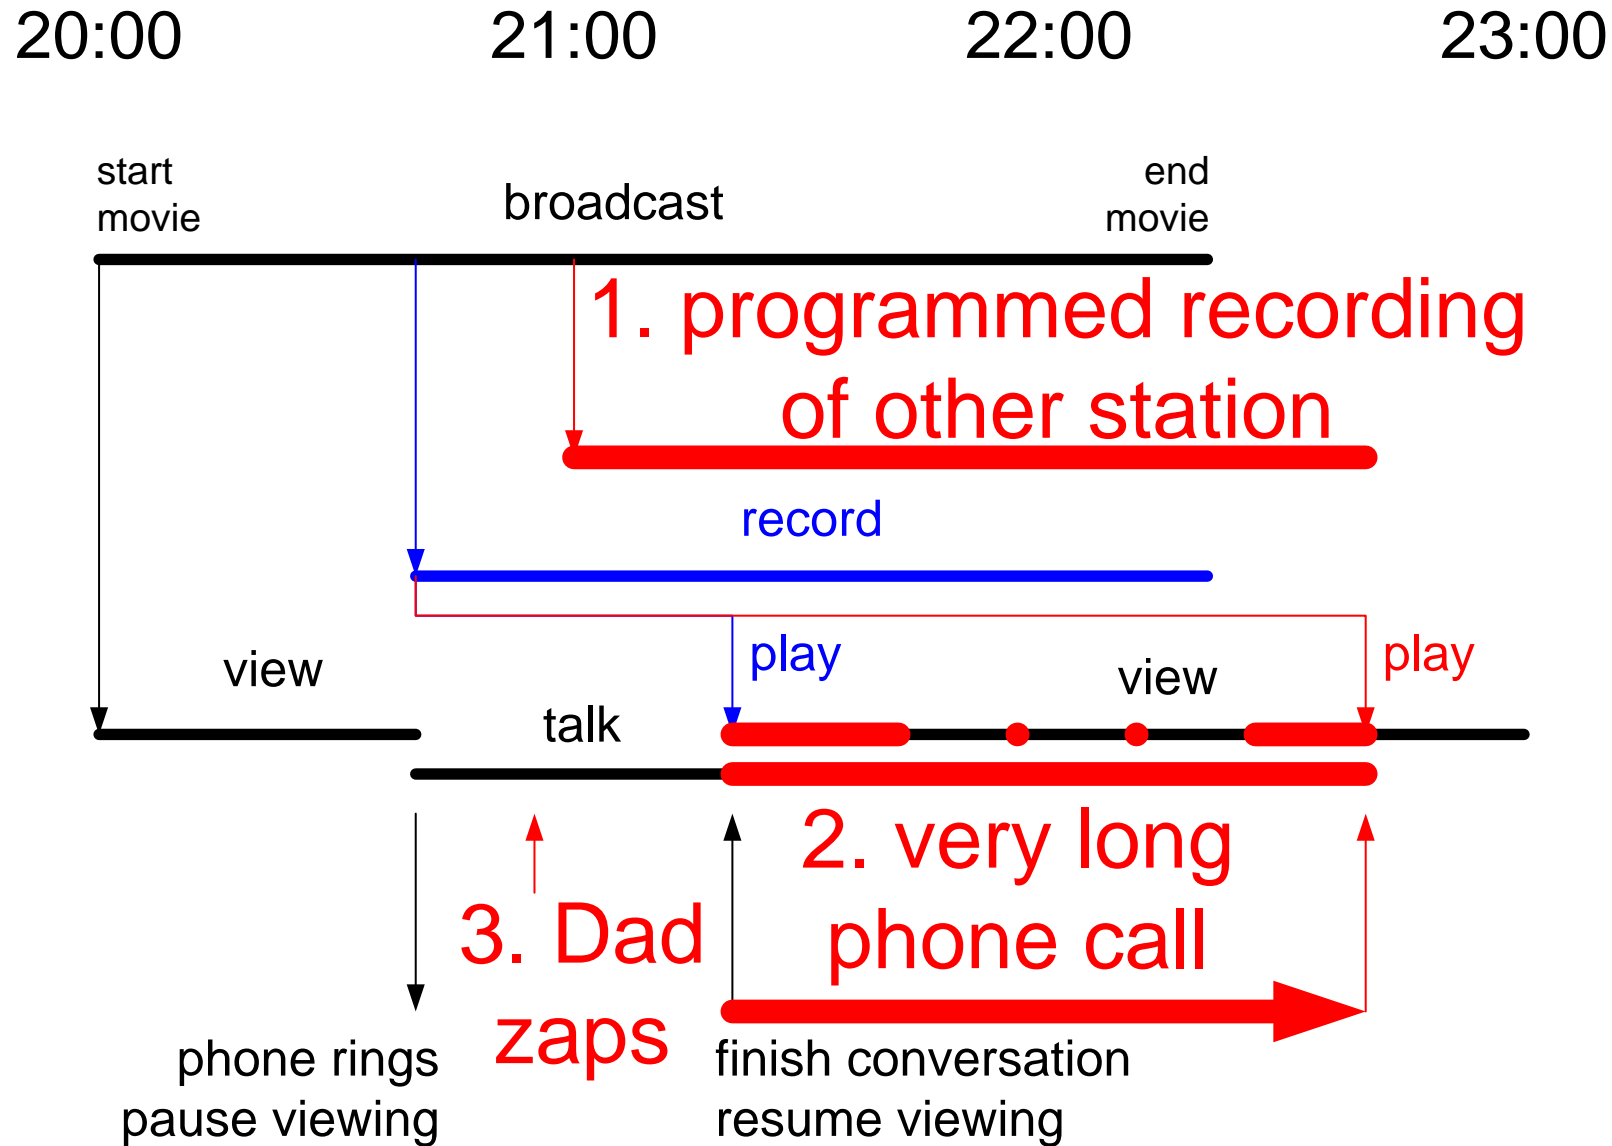 20:00 21:00 22:00 23:00
start
movie
broadcast
end
movie
1. programmed recording
of other station
record
play
play
view
view
talk
2. very long
phone call
3. Dad
zaps
phone rings
pause viewing
finish conversation
resume viewing